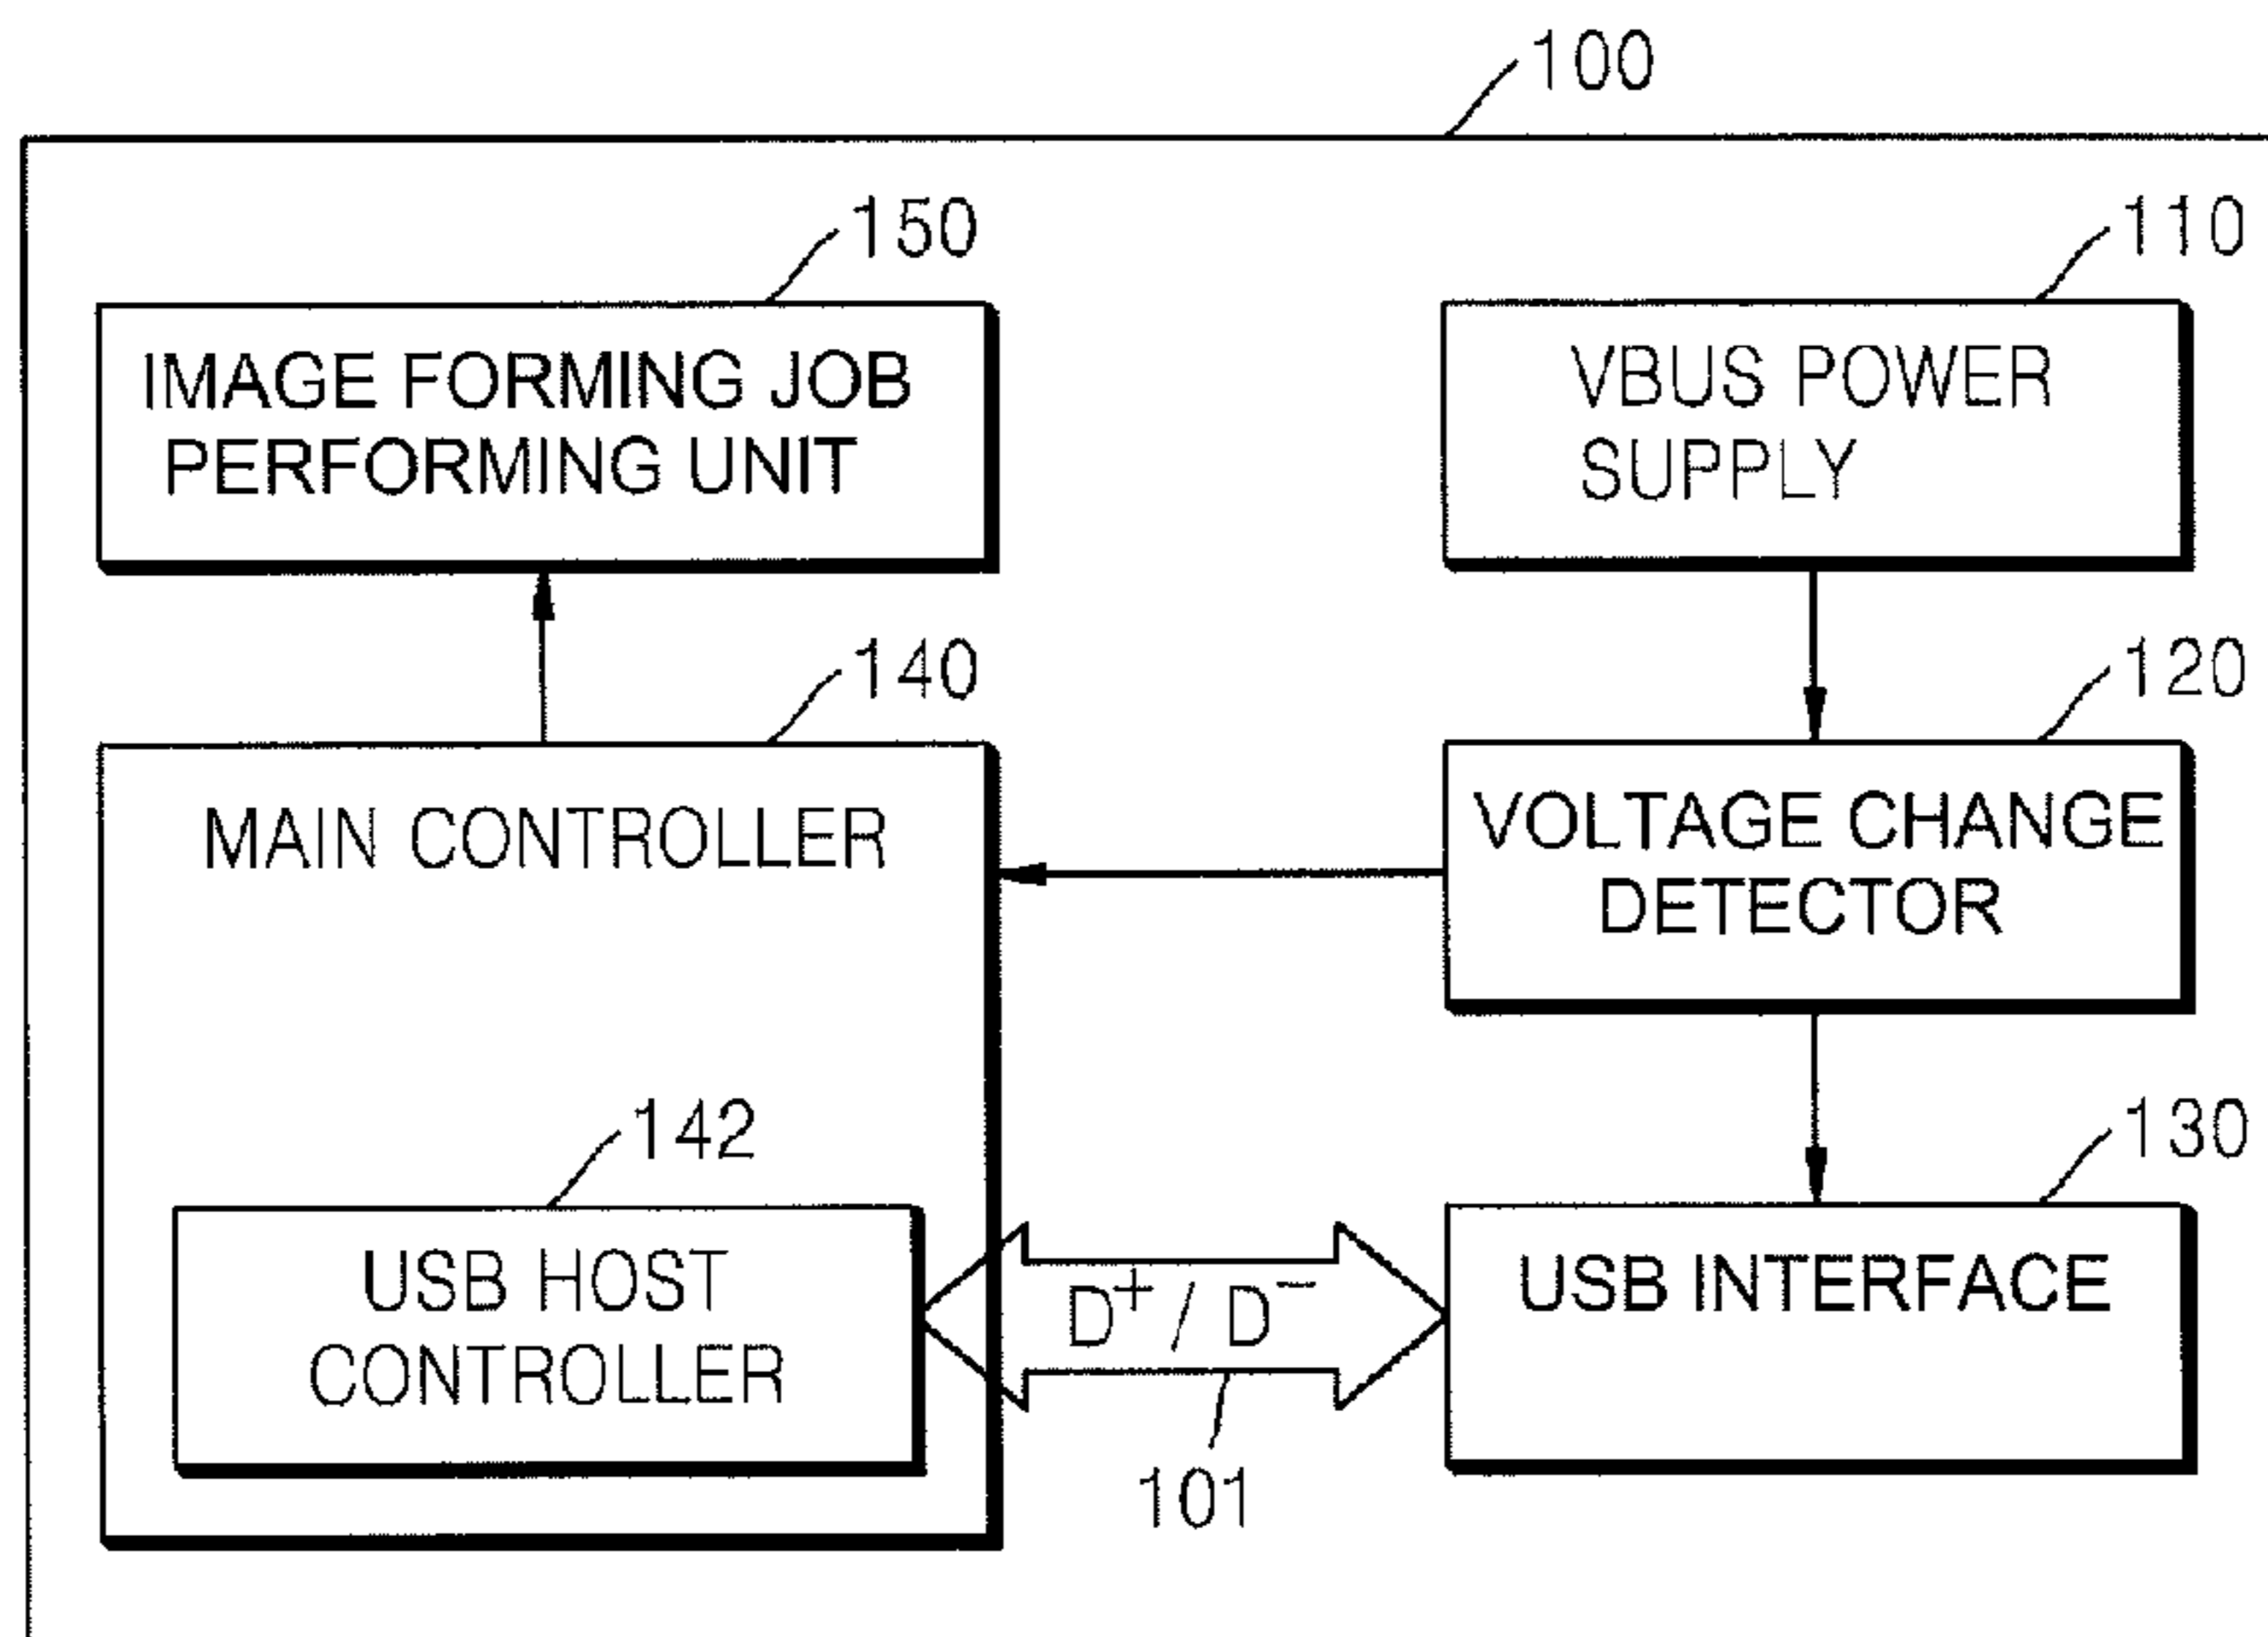 100
150
110
IMAGE FORMING JOB
PERFORMING UNIT
VBUS POWER
SUPPLY
140
120
MAIN CONTROLLER
VOLTAGE CHANGE
DETECTOR
142
130
USB HOST
CONTROLLER
D+ / D−
USB INTERFACE
101